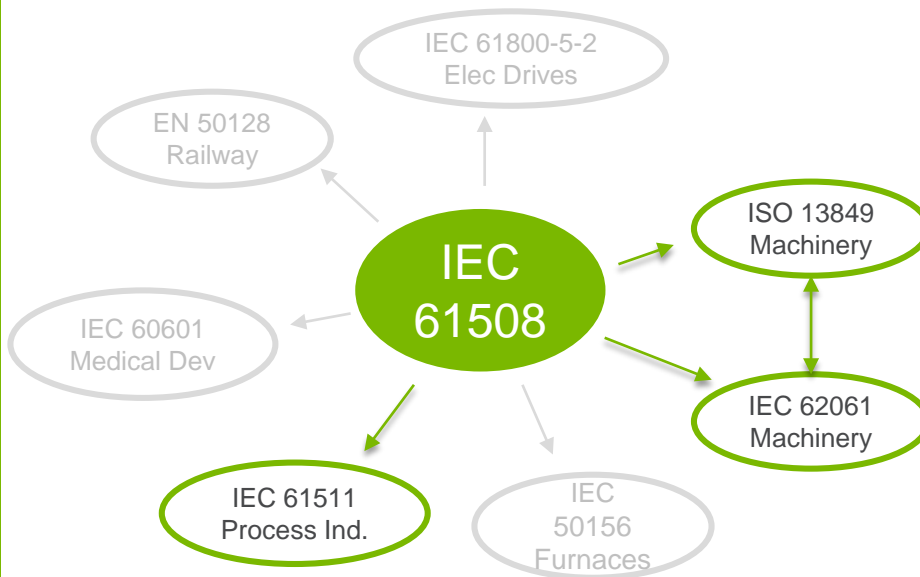 IEC 61800-5-2
Elec Drives
EN 50128
Railway
ISO 13849
Machinery
IEC
61508
IEC 60601
Medical Dev
IEC 62061
Machinery
IEC 61511
Process Ind.
IEC
50156
Furnaces